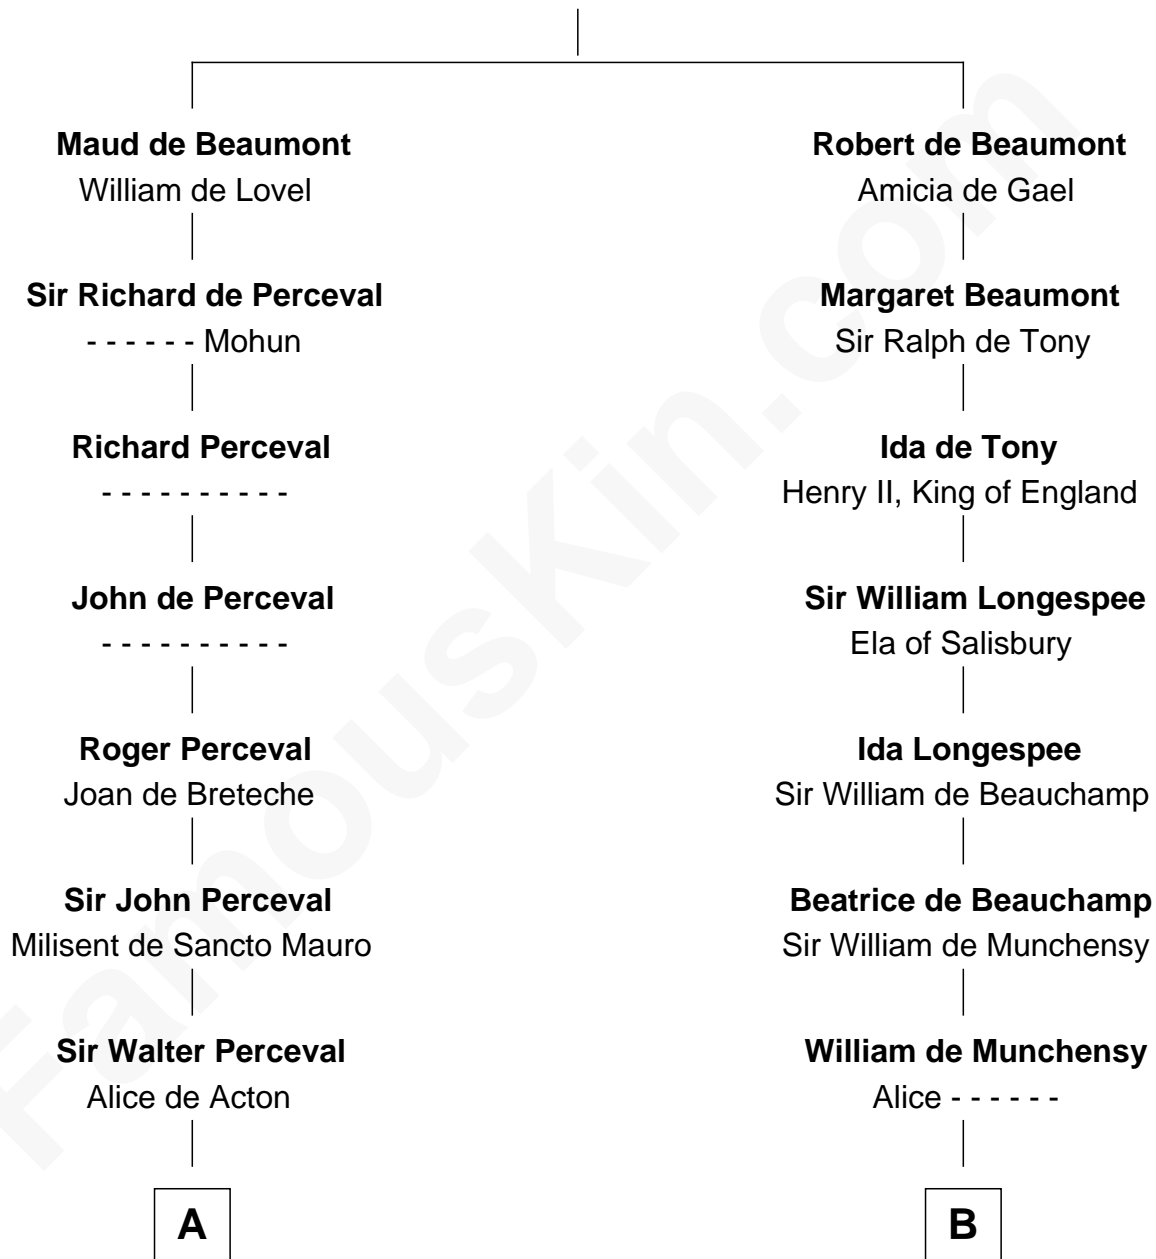 Maud de Beaumont
William de Lovel
Sir Richard de Perceval
- - - - - - Mohun
Richard Perceval
- - - - - - - - - -
John de Perceval
- - - - - - - - - -
Roger Perceval
Joan de Breteche
Sir John Perceval
Milisent de Sancto Mauro
Sir Walter Perceval
Alice de Acton
A
Robert de Beaumont
Amicia de Gael
Margaret Beaumont
Sir Ralph de Tony
Ida de Tony
Henry II, King of England
Sir William Longespee
Ela of Salisbury
Ida Longespee
Sir William de Beauchamp
Beatrice de Beauchamp
Sir William de Munchensy
William de Munchensy
Alice - - - - - -
B
FamousKin.com